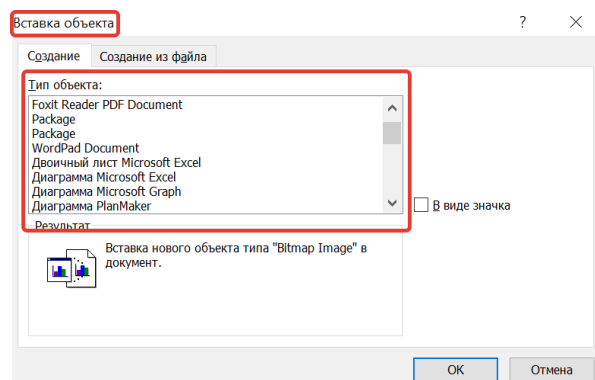 Вставка объекта
?
Создание
Создание из файла
Тип объекта:
Foxit Reader PDF Document
Package
Package
WordPad Document
Двоичный лист Microsoft Excel
Диаграмма Microsoft Excel
Диаграмма Microsoft Graph
Диаграмма PlanMaker
В виде значка
Результат
Вставка нового объекта типа "Bitmap Image" в
документ.
ОК
Отмена